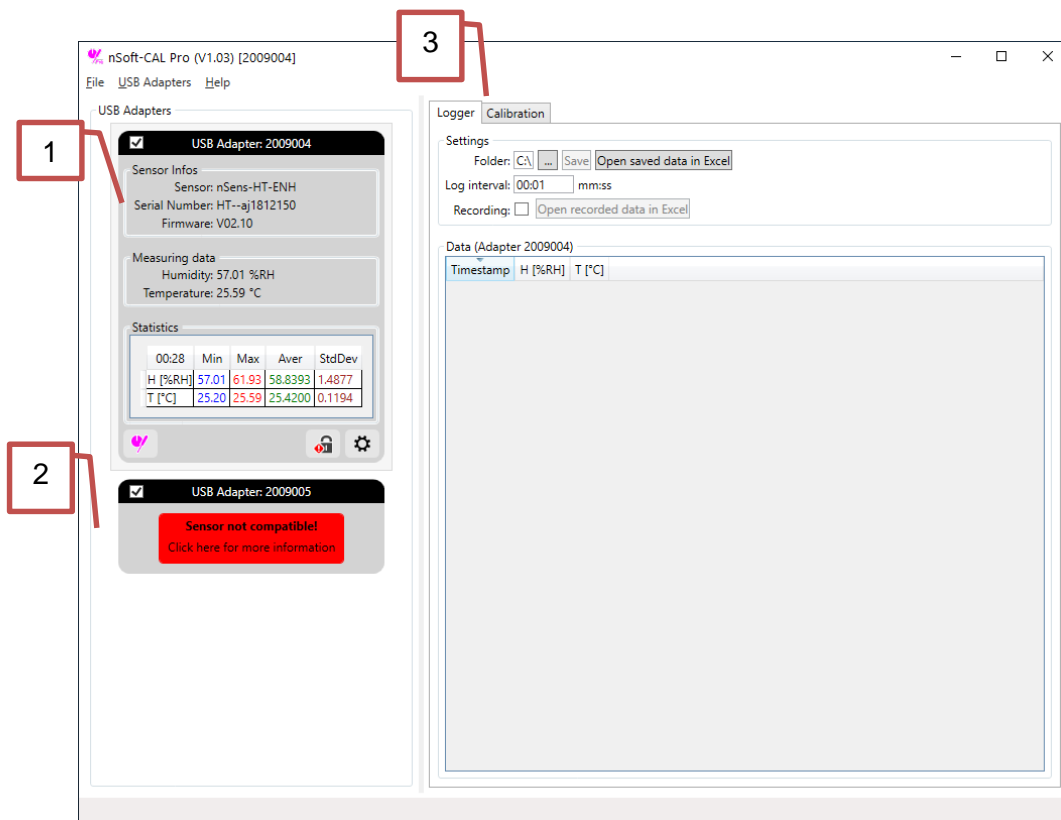 3
nSoft-CAL Pro (V1.03) [2009004]
File USB Adapters Help
USB Adapters
1
USB Adapter: 2009004
Sensor Infos
Sensor: nSens-HT-ENH
Serial Number: HT--aj1812150
Firmware: V02.10
Measuring data
Humidity: 57.01 %RH
Temperature: 25.59 °C
Statistics
00:28 Min Max Aver StdDev
H [%RH] 57.01 61.93 58.8393 1.4877
T [°C] 25.20 25.59 25.4200 0.1194
2
USB Adapter: 2009005
Sensor not compatible!
Click here for more information
Logger Calibration
Settings
Folder: C:\ ... Save Open saved data in Excel
Log interval: 00:01 mm:ss
Recording: Open recorded data in Excel
Data (Adapter 2009004)
Timestamp H [%RH] T [°C]